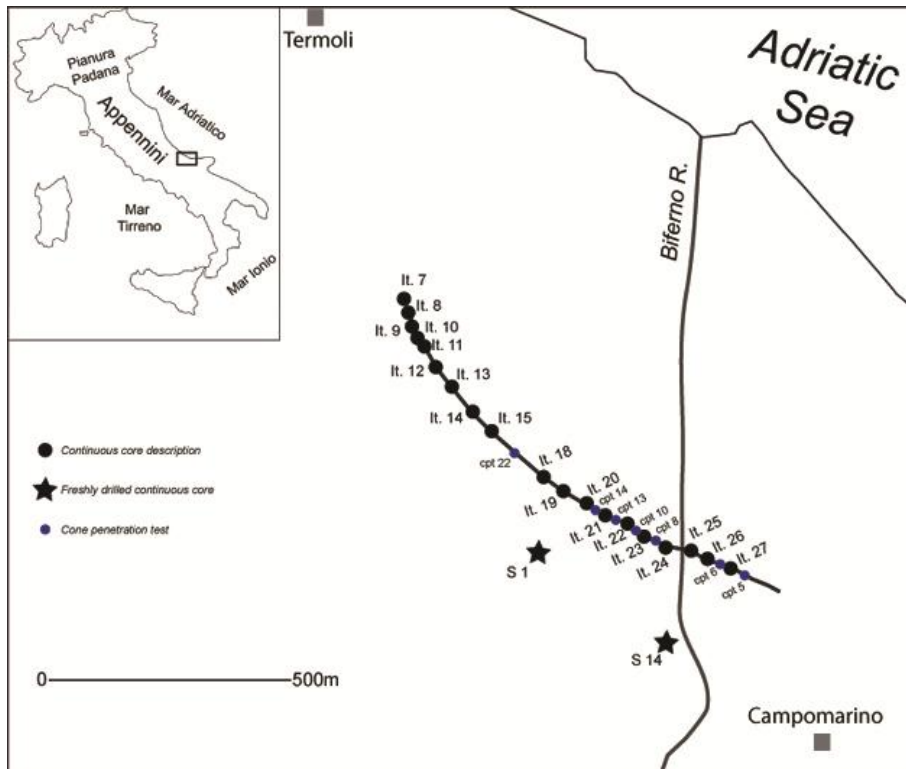 Pianura
Padana
Appennini
Mar Adriatico
Mar
Tirreno
Mar Ionio
Termoli
Adriatic
Sea
Biferno R.
It. 7
It. 8
It. 9
It. 10
It. 11
It. 12
It. 13
It. 14
It. 15
cpt 22
It. 18
It. 19
It. 20
cpt 14
It. 21
cpt 13
It. 22
cpt 10
It. 23
cpt 8
It. 24
It. 25
It. 26
cpt 6
It. 27
cpt 5
Continuous core description
Freshly drilled continuous core
Cone penetration test
S 1
S 14
0 500m
Campomarino